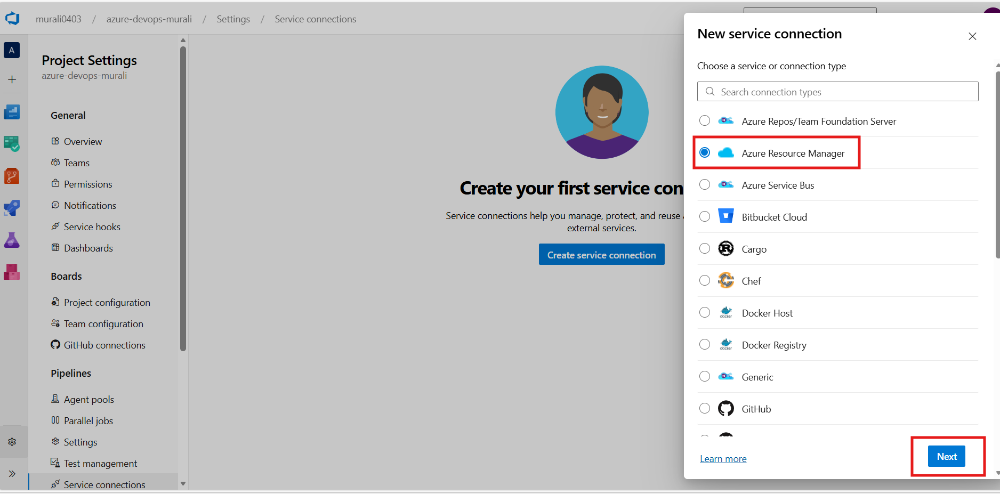 murali0403 / azure-devops-murali / Settings / Service connections
A
Project Settings
azure-devops-murali
General
Overview
Teams
Permissions
Notifications
Service hooks
Dashboards
Boards
Project configuration
Team configuration
GitHub connections
Pipelines
Agent pools
Parallel jobs
Settings
Test management
Service connections
Create your first service con
Service connections help you manage, protect, and reuse
external services.
Create service connection
New service connection
Choose a service or connection type
Search connection types
Azure Repos/Team Foundation Server
Azure Resource Manager
Azure Service Bus
Bitbucket Cloud
Cargo
Chef
docker Docker Host
docker Docker Registry
Generic
GitHub
Learn more
Next